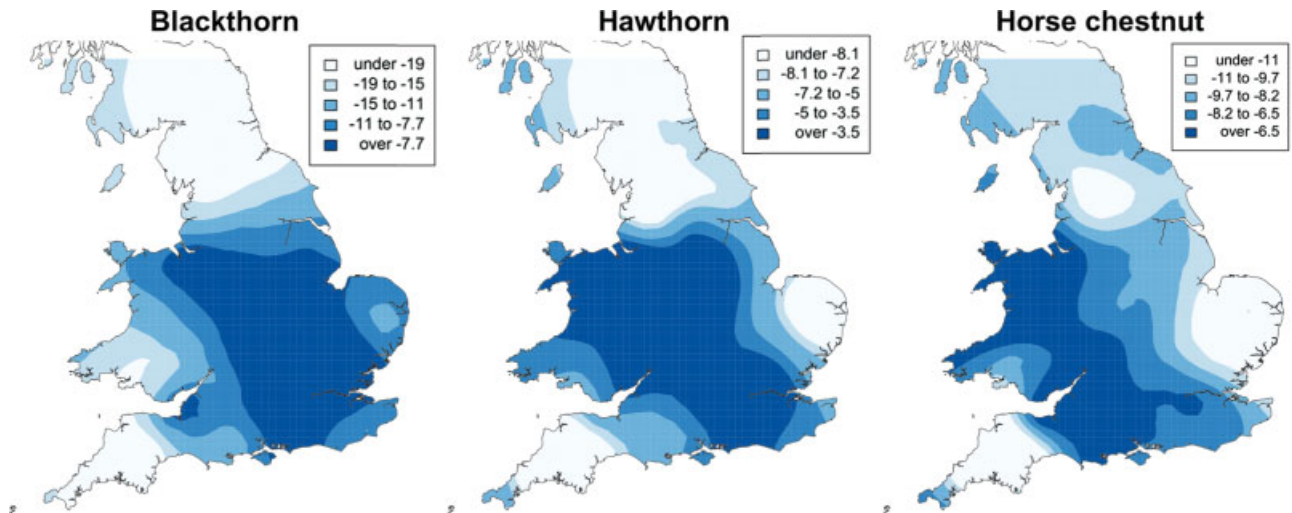 Blackthorn
under -19
-19 to -15
-15 to -11
-11 to -7.7
over -7.7
Hawthorn
under -8.1
-8.1 to -7.2
-7.2 to -5
-5 to -3.5
over -3.5
Horse chestnut
under -11
-11 to -9.7
-9.7 to -8.2
-8.2 to -6.5
over -6.5